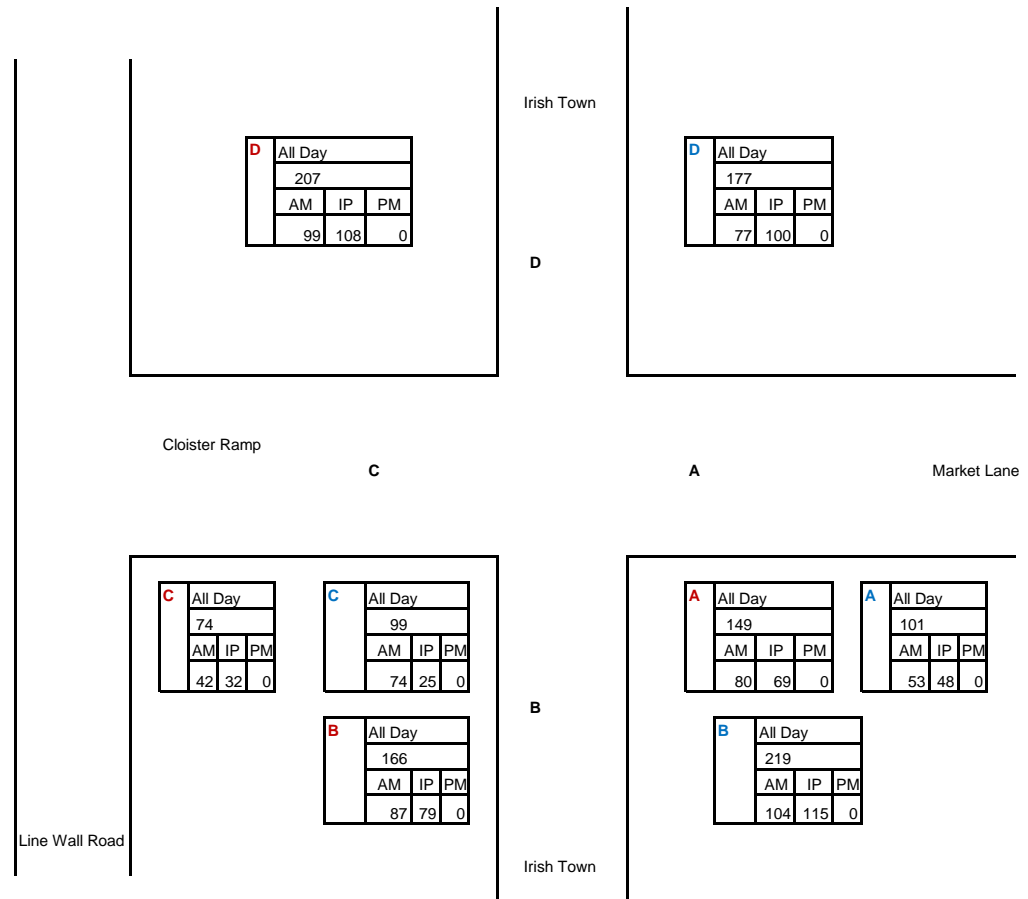 Irish Town
D All Day
207
AM IP PM
99 108 0
D All Day
177
AM IP PM
77 100 0
D
Cloister Ramp
C
A
Market Lane
C All Day
74
AM IP PM
42 32 0
C All Day
99
AM IP PM
74 25 0
A All Day
149
AM IP PM
80 69 0
A All Day
101
AM IP PM
53 48 0
B
B All Day
166
AM IP PM
87 79 0
B All Day
219
AM IP PM
104 115 0
Line Wall Road
Irish Town